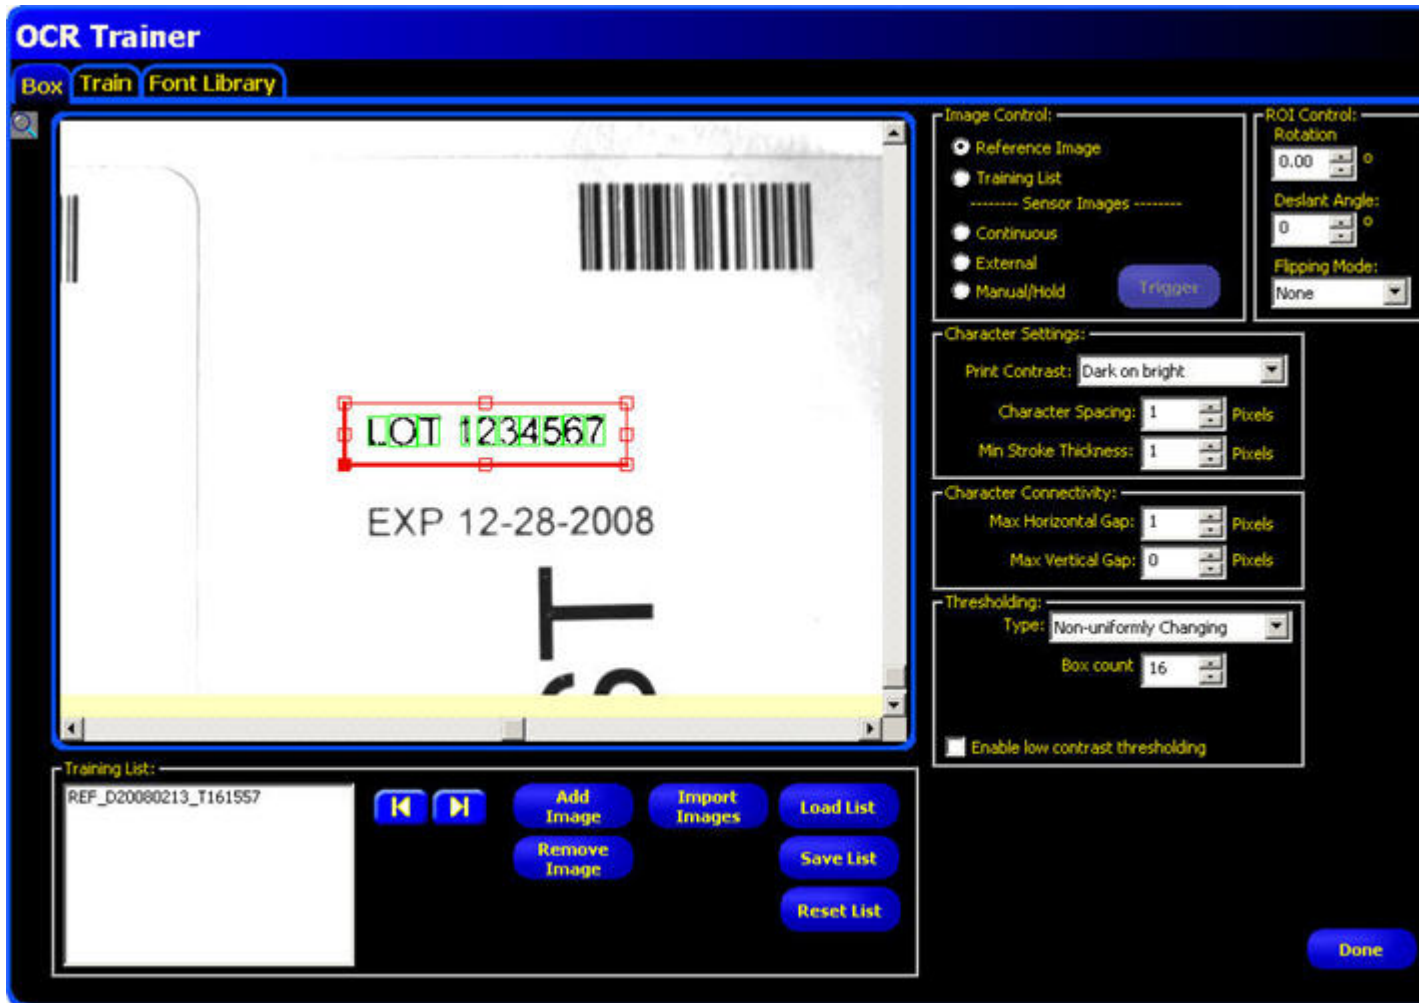 OCR Trainer
Box Train Font Library
Image Control:
Reference Image
Training List
-------- Sensor Images --------
Continuous
External
Manual/Hold
Trigger
ROI Control:
Rotation
0.00 °
Deslant Angle:
0 °
Flipping Mode:
None
LOT 1234567
EXP 12-28-2008
ST
Character Settings:
Print Contrast: Dark on bright
Character Spacing: 1 Pixels
Min Stroke Thickness: 1 Pixels
Character Connectivity:
Max Horizontal Gap: 1 Pixels
Max Vertical Gap: 0 Pixels
Thresholding:
Type: Non-uniformly Changing
Box count 16
Enable low contrast thresholding
Training List:
REF_D20080213_T161557
Add Image
Import Images
Load List
Remove Image
Save List
Reset List
Done